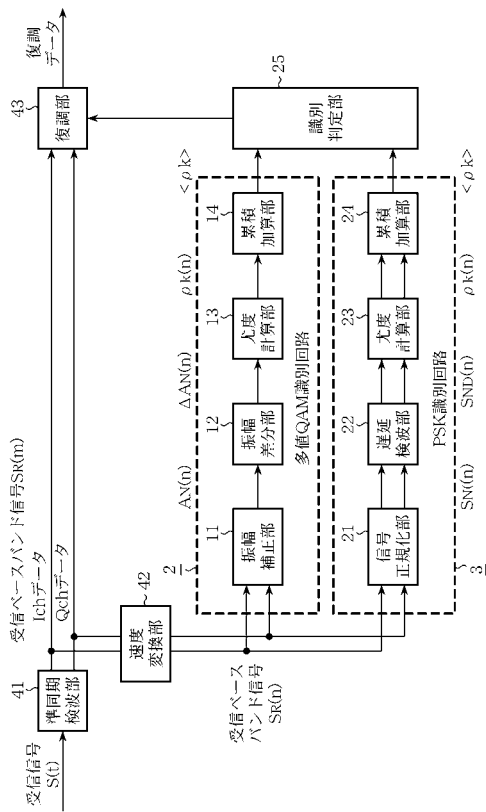 受信信号
S(t)
41
準同期
検波部
受信ベースバンド信号SR(m)
Ichデータ
Qchデータ
43
復調部
復調
データ
42
速度
変換部
受信ベース
バンド信号
SR(n)
2
11
振幅
補正部
AN(n)
12
振幅
差分部
ΔAN(n)
13
尤度
計算部
ρk(n)
14
累積
加算部
<ρk>
多値QAM識別回路
25
識別
判定部
3
21
信号
正規化部
SN((n)
22
遅延
検波部
SND(n)
23
尤度
計算部
ρk(n)
24
累積
加算部
<ρk>
PSK識別回路